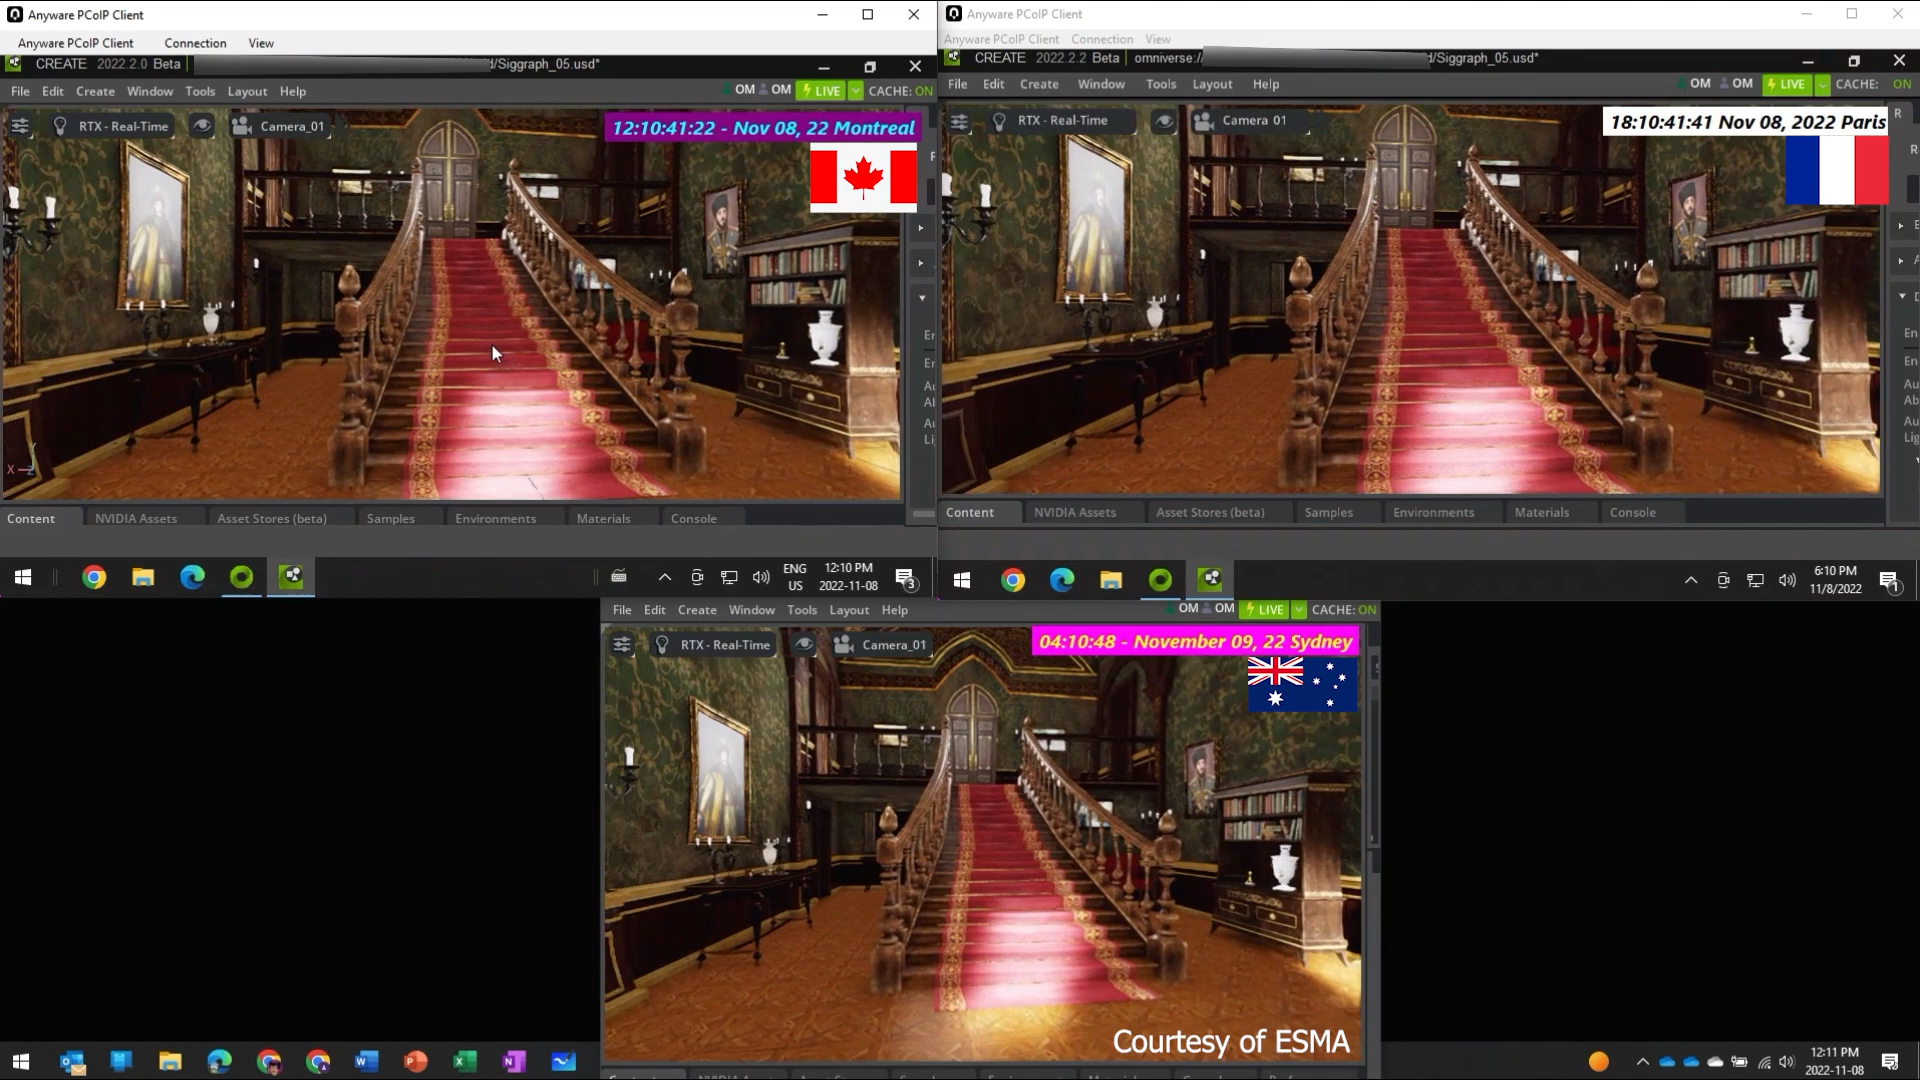 Anyware PCoIP Client
Anyware PCoIP Client Connection View
CREATE 2022.2.0 Beta /Siggraph_05.usd*
File Edit Create Window Tools Layout Help OM OM LIVE CACHE: ON
RTX - Real-Time Camera_01 12:10:41:22 - Nov 08, 22 Montreal
X
Content NVIDIA Assets Asset Stores (beta) Samples Environments Materials Console
ENG US 12:10 PM 2022-11-08 3
Anyware PCoIP Client
Anyware PCoIP Client Connection View
CREATE 2022.2.2 Beta omniverse:// d/Siggraph_05.usd*
File Edit Create Window Tools Layout Help OM OM LIVE CACHE: ON
RTX - Real-Time Camera 01 18:10:41:41 Nov 08, 2022 Paris
Content NVIDIA Assets Asset Stores (beta) Samples Environments Materials Console
6:10 PM 11/8/2022 1
File Edit Create Window Tools Layout Help OM OM LIVE CACHE: ON
RTX - Real-Time Camera_01 04:10:48 - November 09, 22 Sydney
Courtesy of ESMA
12:11 PM
2022-11-08